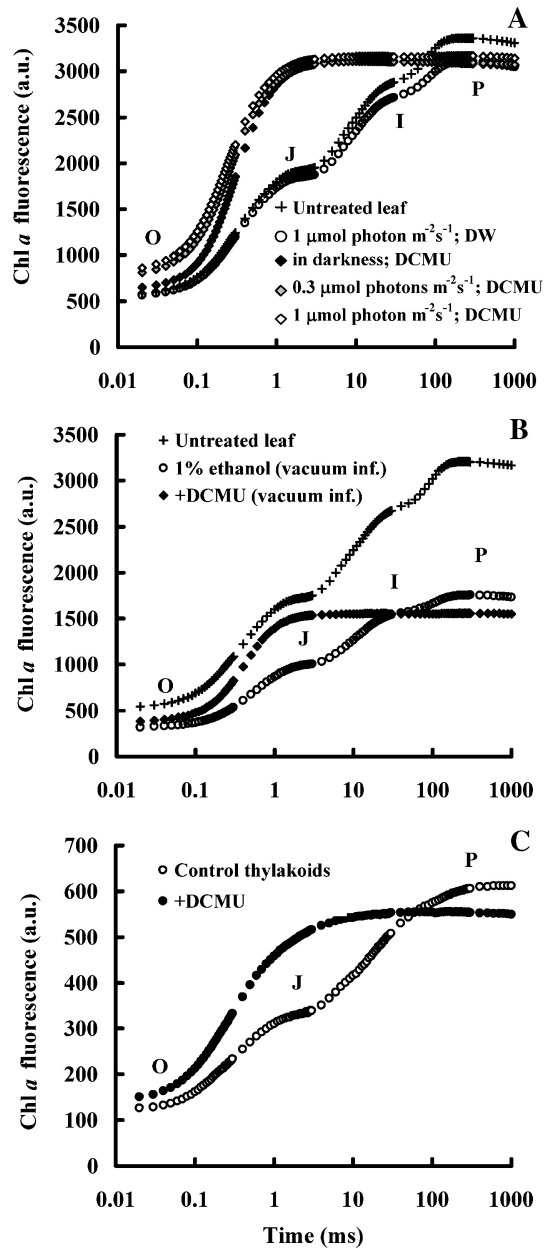 A
3500
3000
2500
2000
1500
1000
500
0
Chl a fluorescence (a.u.)
O
J
I
P
+ Untreated leaf
1 μmol photon m⁻²s⁻¹; DW
in darkness; DCMU
0.3 μmol photons m⁻²s⁻¹; DCMU
1 μmol photon m⁻²s⁻¹; DCMU
0.01 0.1 1 10 100 1000
B
3500
3000
2500
2000
1500
1000
500
0
Chl a fluorescence (a.u.)
+ Untreated leaf
1% ethanol (vacuum inf.)
+DCMU (vacuum inf.)
O
J
I
P
0.01 0.1 1 10 100 1000
C
700
600
500
400
300
200
100
0
Chl a fluorescence (a.u.)
Control thylakoids
+DCMU
O
J
P
0.01 0.1 1 10 100 1000
Time (ms)